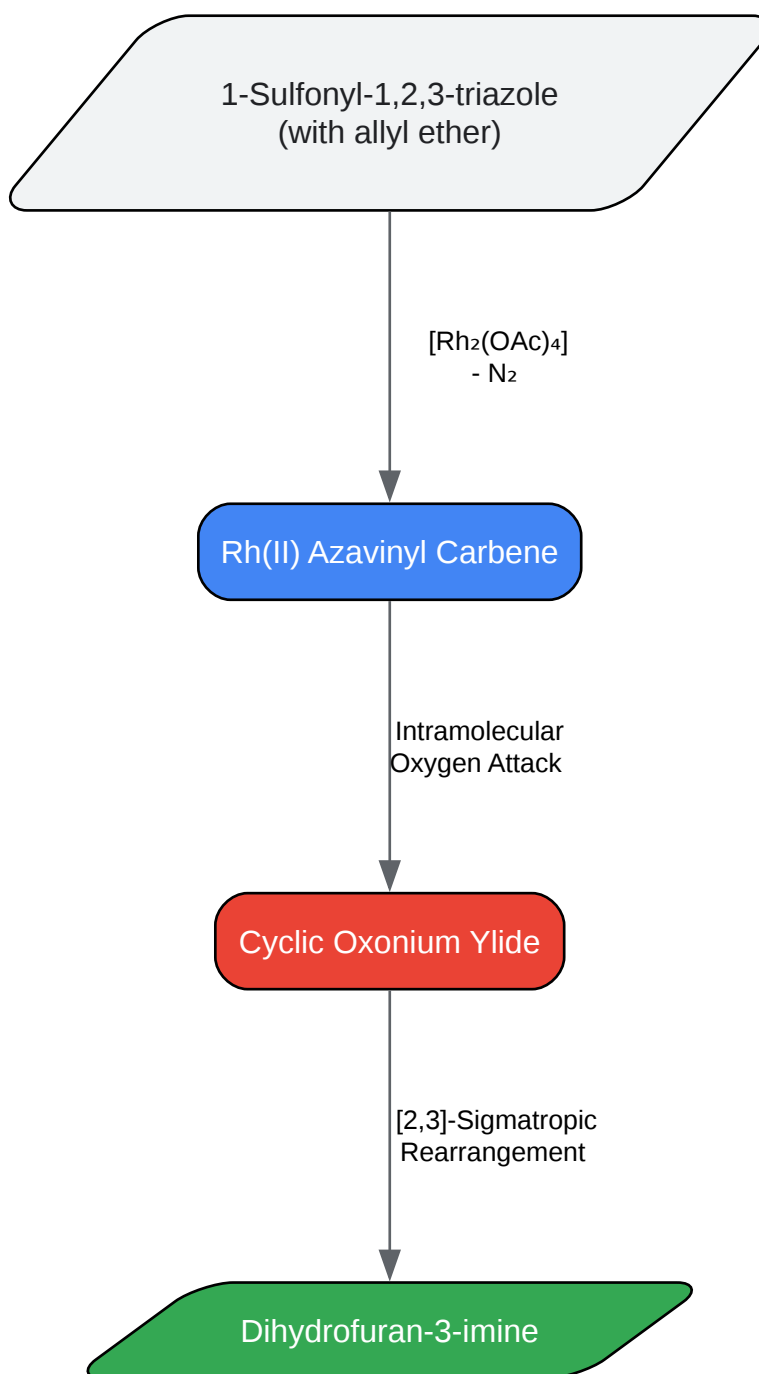 1-Sulfonyl-1,2,3-triazole
(with allyl ether)
[Rh₂(OAc)₄]
- N₂
Rh(II) Azavinyl Carbene
Intramolecular
Oxygen Attack
Cyclic Oxonium Ylide
[2,3]-Sigmatropic
Rearrangement
Dihydrofuran-3-imine